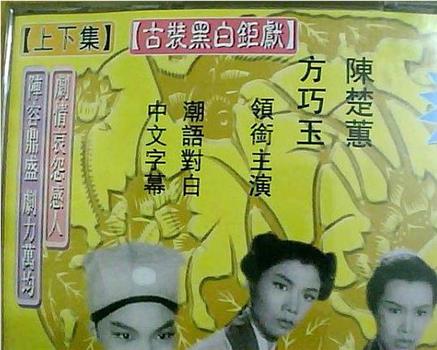 【上下集】
【古裝黑白鉅獻】
陳楚蕙
方巧玉
領銜主演
潮語對白
中文字幕
劇情哀怨感人
陣容鼎盛 劇力萬均